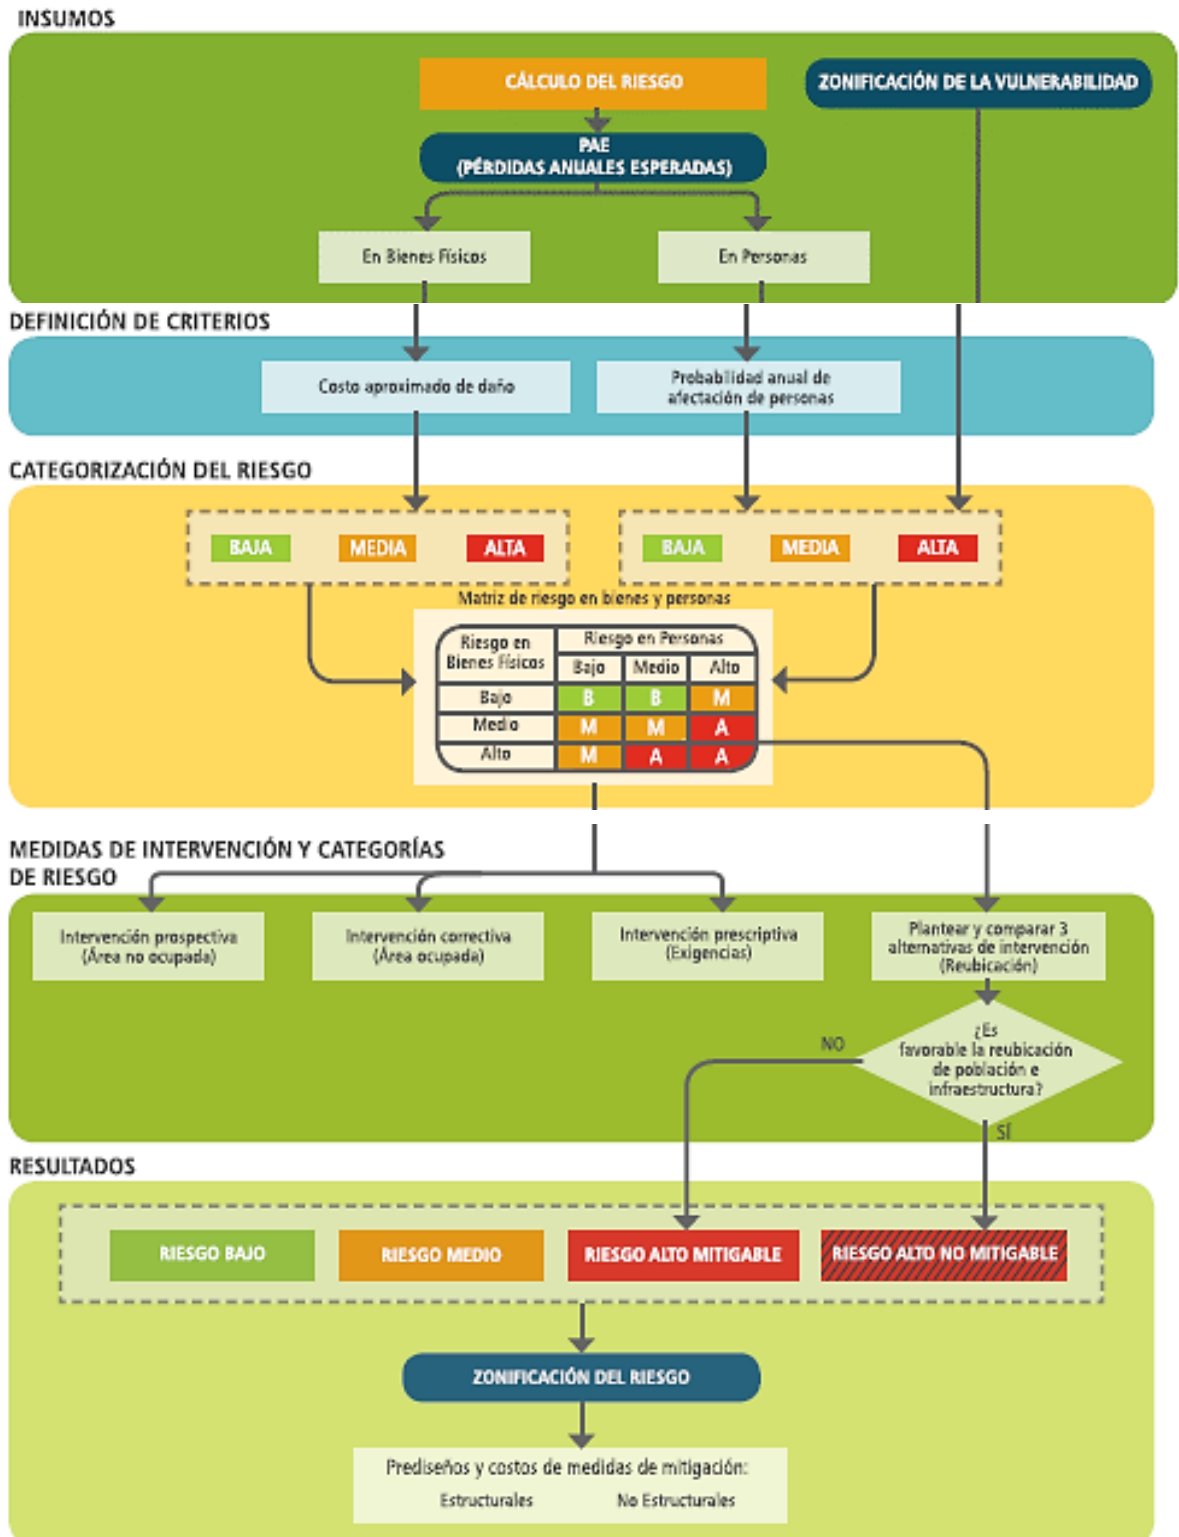 INSUMOS
CÁLCULO DEL RIESGO
ZONIFICACIÓN DE LA VULNERABILIDAD
PAE
(PÉRDIDAS ANUALES ESPERADAS)
En Bienes Físicos
En Personas
DEFINICIÓN DE CRITERIOS
Costo aproximado de daño
Probabilidad anual de
afectación de personas
CATEGORIZACIÓN DEL RIESGO
BAJA MEDIA ALTA
BAJA MEDIA ALTA
Matriz de riesgo en bienes y personas
Riesgo en
Bienes Físicos
Riesgo en Personas
Bajo Medio Alto
Bajo B B M
Medio M M A
Alto M A A
MEDIDAS DE INTERVENCIÓN Y CATEGORÍAS
DE RIESGO
Intervención prospectiva
(Área no ocupada)
Intervención correctiva
(Área ocupada)
Intervención prescriptiva
(Exigencias)
Plantear y comparar 3
alternativas de intervención
(Reubicación)
¿Es
favorable la reubicación
de población e
infraestructura?
NO
SÍ
RESULTADOS
RIESGO BAJO
RIESGO MEDIO
RIESGO ALTO MITIGABLE
RIESGO ALTO NO MITIGABLE
ZONIFICACIÓN DEL RIESGO
Prediseños y costos de medidas de mitigación:
Estructurales No Estructurales